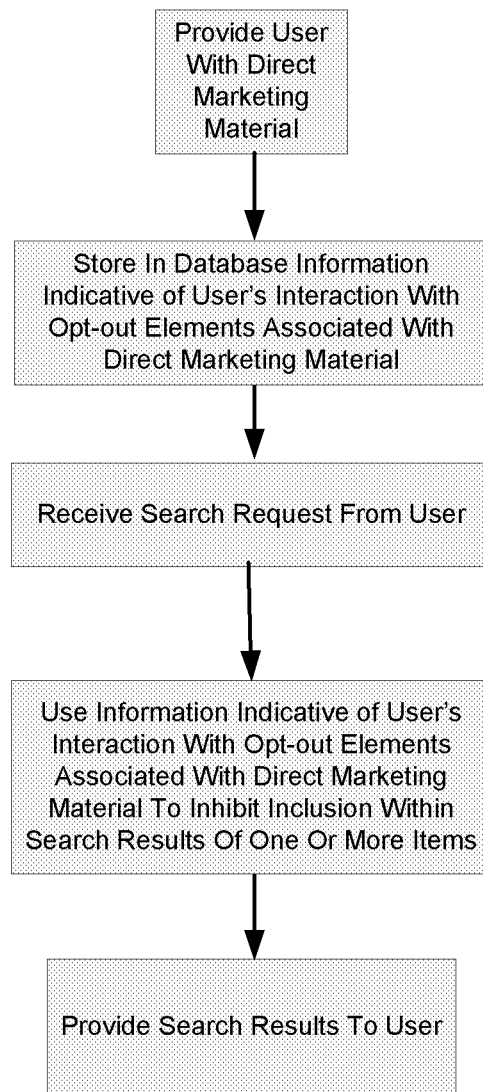 Provide User
With Direct
Marketing
Material
Store In Database Information
Indicative of User's Interaction With
Opt-out Elements Associated With
Direct Marketing Material
Receive Search Request From User
Use Information Indicative of User's
Interaction With Opt-out Elements
Associated With Direct Marketing
Material To Inhibit Inclusion Within
Search Results Of One Or More Items
Provide Search Results To User